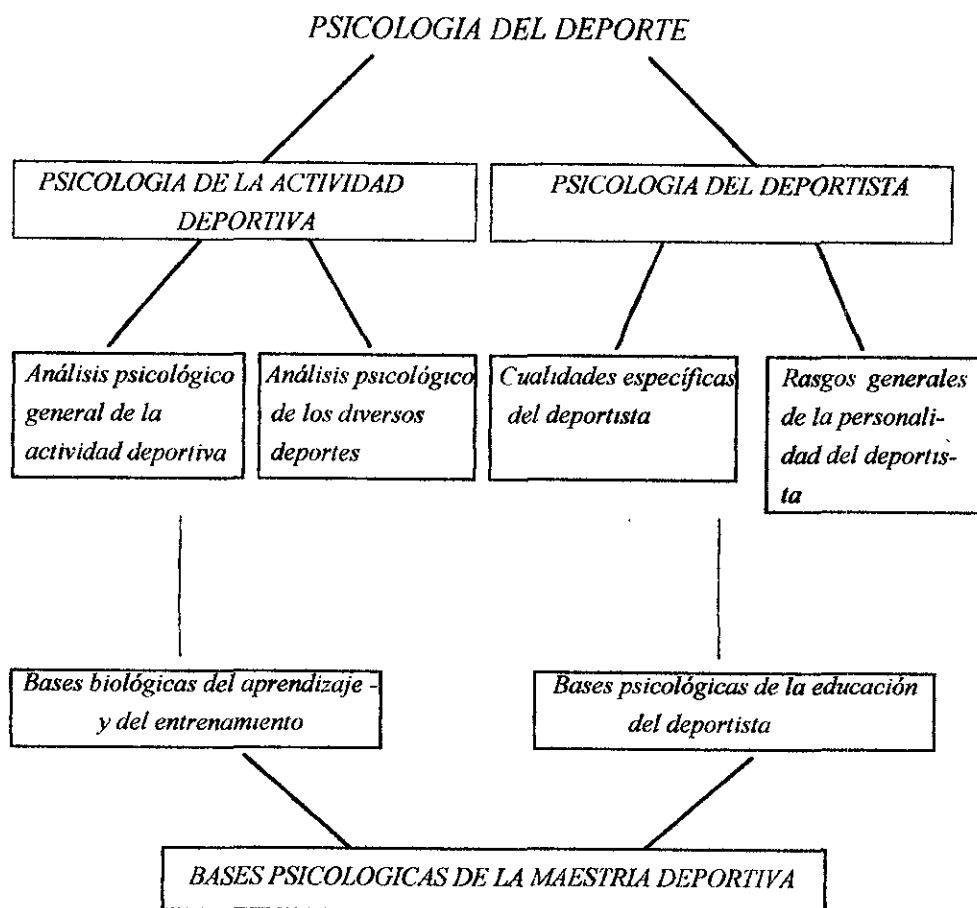 PSICOLOGIA DEL DEPORTE
PSICOLOGIA DE LA ACTIVIDAD
DEPORTIVA
PSICOLOGIA DEL DEPORTISTA
Análisis psicológico
general de la
actividad deportiva
Análisis psicológico
de los diversos
deportes
Cualidades específicas
del deportista
Rasgos generales
de la personali-
dad del deportis-
ta
Bases biológicas del aprendizaje -
y del entrenamiento
Bases psicológicas de la educación
del deportista
BASES PSICOLOGICAS DE LA MAESTRIA DEPORTIVA